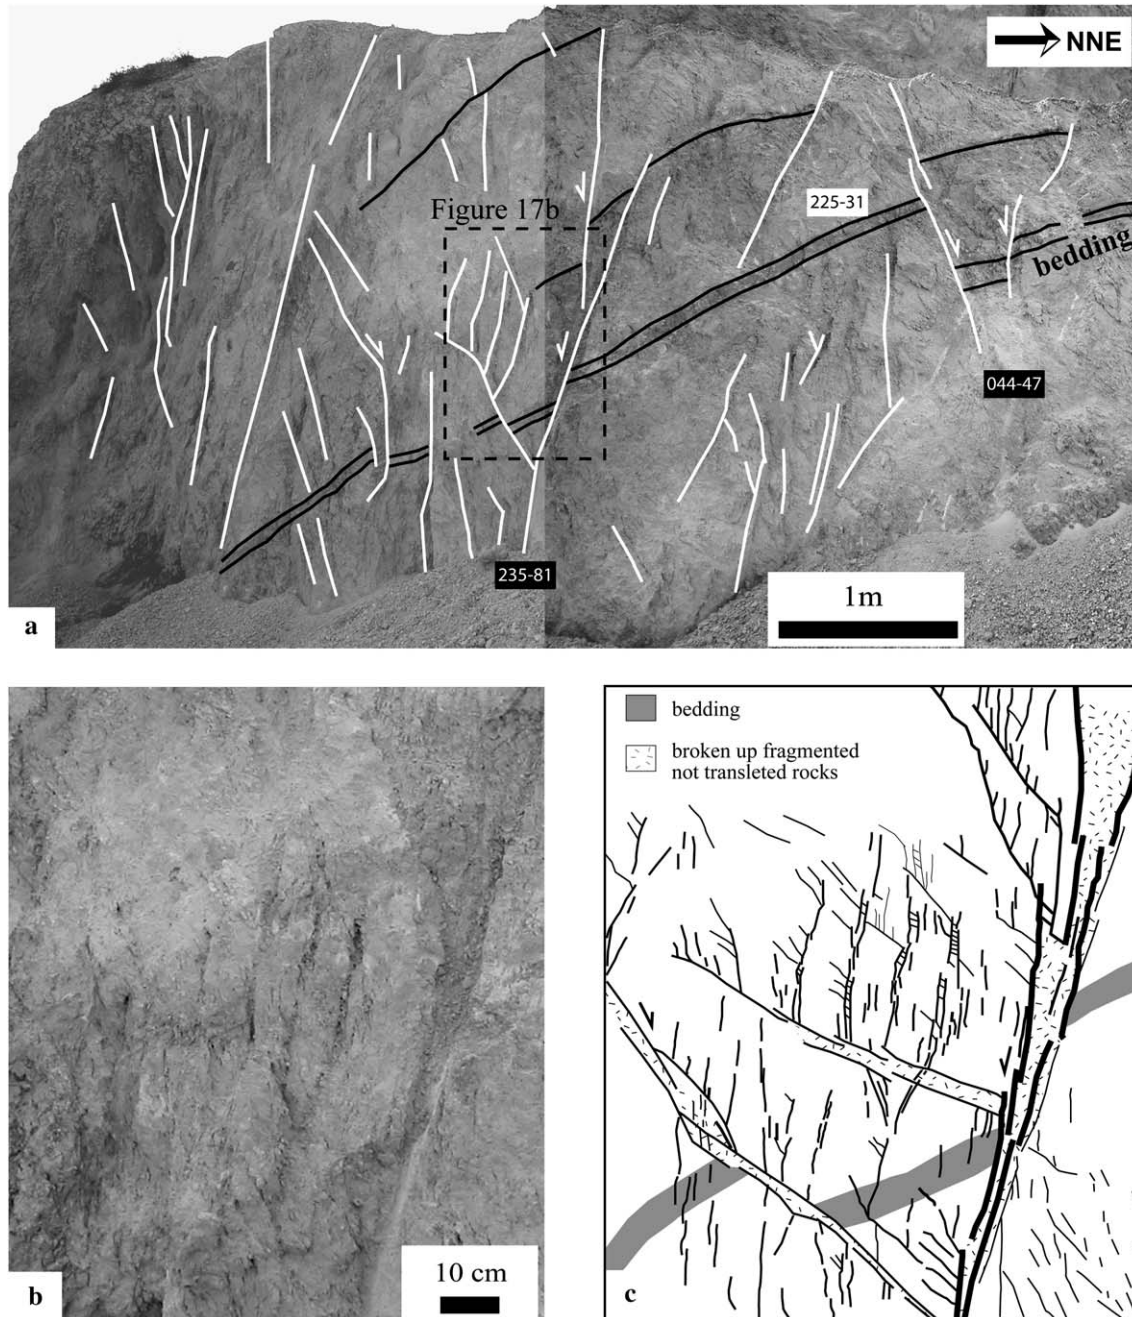 NNE
Figure 17b
225-31
bedding
044-47
235-81
1m
a
10 cm
b
bedding
broken up fragmented
not transleted rocks
c